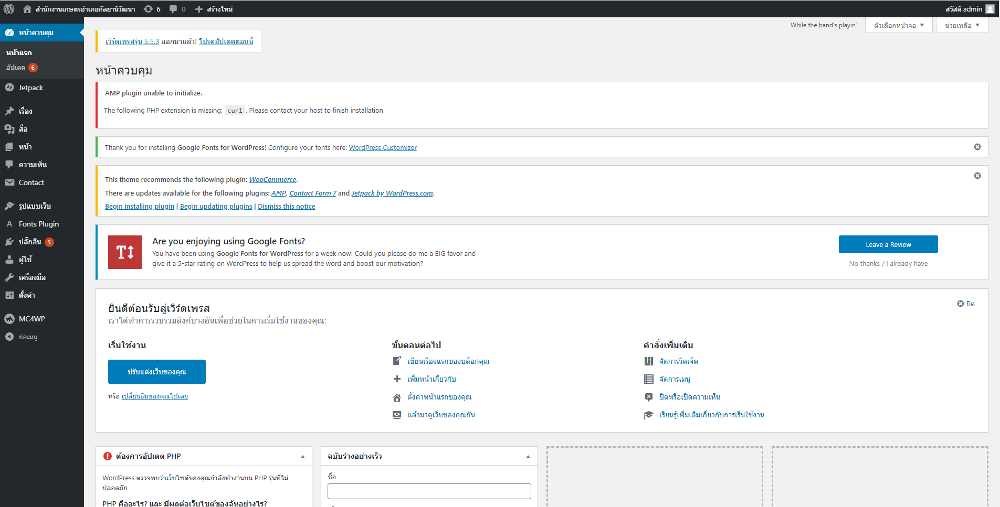 สำนักงานเกษตรอำเภอกัลยานิวัฒนา 6 0 สร้างใหม่ สวัสดี admin
หน้าควบคุม
หน้าแรก
อัปเดต 6
Jetpack
เรื่อง
สื่อ
หน้า
ความเห็น
Contact
รูปแบบเว็บ
Fonts Plugin
ปลั๊กอิน 5
ผู้ใช้
เครื่องมือ
ตั้งค่า
MC4WP
ย่อเมนู
While the band's playin' ตัวเลือกหน้าจอ ช่วยเหลือ
เวิร์ดเพรสรุ่น 5.5.3 ออกมาแล้ว! โปรดอัปเดตตอนนี้
หน้าควบคุม
AMP plugin unable to initialize.
The following PHP extension is missing: curl. Please contact your host to finish installation.
Thank you for installing Google Fonts for WordPress! Configure your fonts here: WordPress Customizer
This theme recommends the following plugin: WooCommerce.
There are updates available for the following plugins: AMP, Contact Form 7 and Jetpack by WordPress.com.
Begin installing plugin | Begin updating plugins | Dismiss this notice
Are you enjoying using Google Fonts?
You have been using Google Fonts for WordPress for a week now! Could you please do me a BIG favor and
give it a 5-star rating on WordPress to help us spread the word and boost our motivation?
Leave a Review
No thanks / I already have
ยินดีต้อนรับสู่เวิร์ดเพรส
เราได้ทำการรวบรวมลิงก์บางอันเพื่อช่วยในการเริ่มใช้งานของคุณ:
ปิด
เริ่มใช้งาน
ปรับแต่งเว็บของคุณ
หรือ เปลี่ยนธีมของคุณไปเลย
ขั้นตอนต่อไป
เขียนเรื่องแรกของบล็อกคุณ
เพิ่มหน้าเกี่ยวกับ
ตั้งค่าหน้าแรกของคุณ
แล้วมาดูเว็บของคุณกัน
คำสั่งเพิ่มเติม
จัดการวิดเจ็ต
จัดการเมนู
ปิดหรือเปิดความเห็น
เรียนรู้เพิ่มเติมเกี่ยวกับการเริ่มใช้งาน
ต้องการอัปเดต PHP
WordPress ตรวจพบว่าเว็บไซต์ของคุณกำลังทำงานบน PHP รุ่นที่ไม่
ปลอดภัย
PHP คืออะไร? และ มีผลต่อเว็บไซต์ของฉันอย่างไร?
ฉบับร่างอย่างเร็ว
ชื่อ